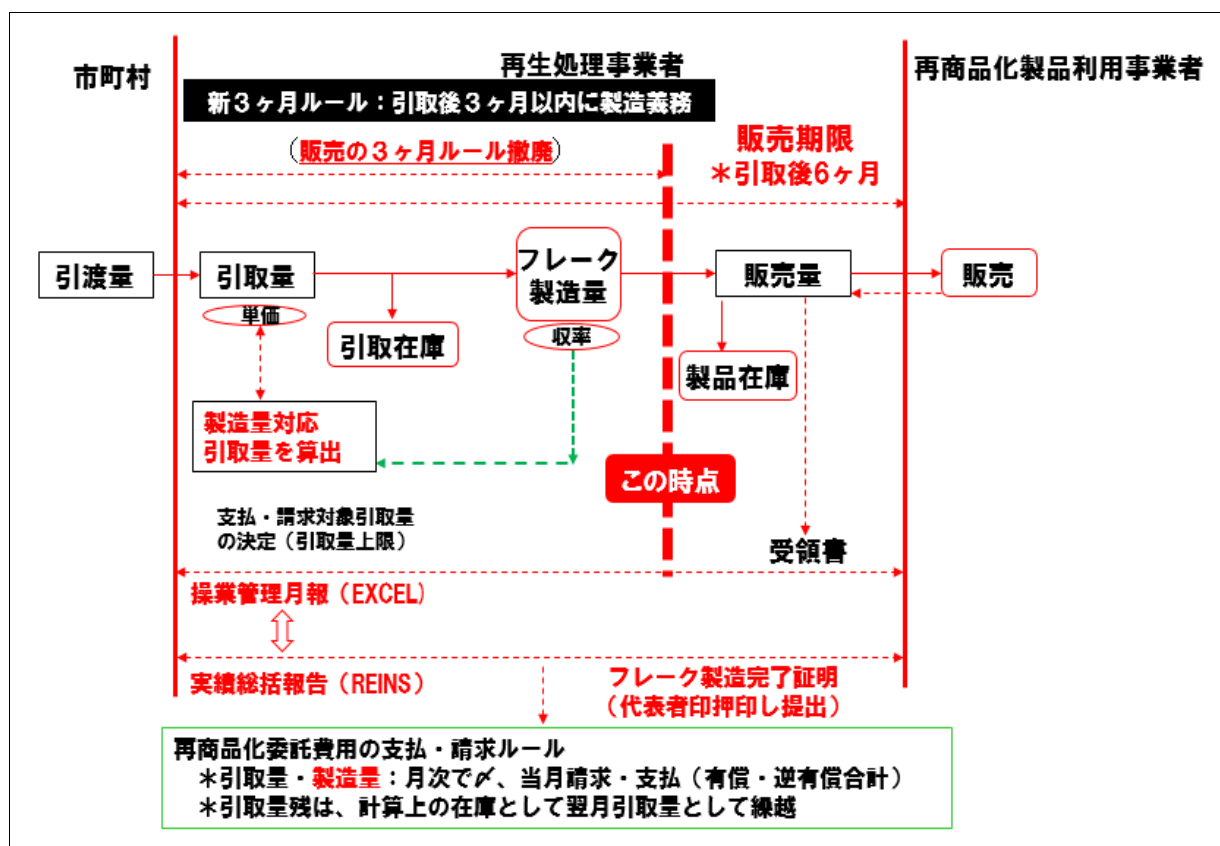 市町村
再生処理事業者
再商品化製品利用事業者
新3ヶ月ルール：引取後3ヶ月以内に製造義務
（販売の3ヶ月ルール撤廃）
販売期限
＊引取後6ヶ月
引渡量
引取量
単価
引取在庫
フレーク
製造量
収率
販売量
製品在庫
販売
製造量対応
引取量を算出
この時点
支払・請求対象引取量
の決定（引取量上限）
受領書
操業管理月報（EXCEL）
実績総括報告（REINS）
フレーク製造完了証明
（代表者印押印し提出）
再商品化委託費用の支払・請求ルール
＊引取量・製造量：月次で〆、当月請求・支払（有償・逆有償合計）
＊引取量残は、計算上の在庫として翌月引取量として繰越